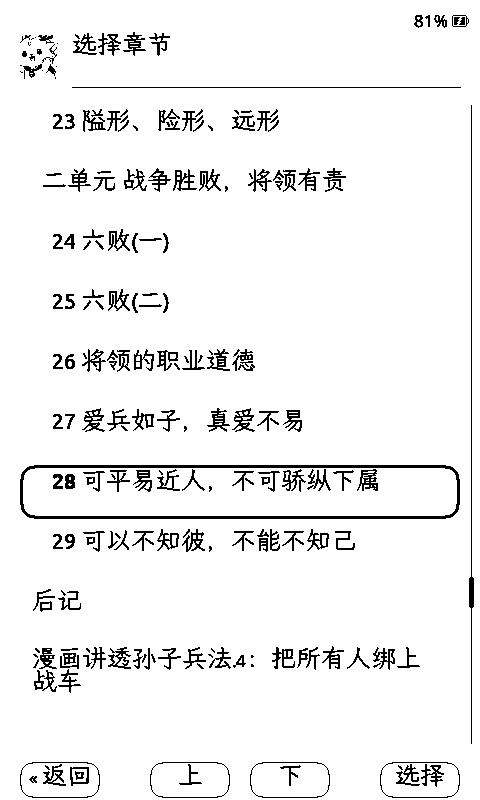 81%
选择章节
23 隘形、险形、远形
二单元 战争胜败，将领有责
24 六败(一)
25 六败(二)
26 将领的职业道德
27 爱兵如子，真爱不易
28 可平易近人，不可骄纵下属
29 可以不知彼，不能不知己
后记
漫画讲透孙子兵法.4：把所有人绑上
战车
« 返回
上
下
选择